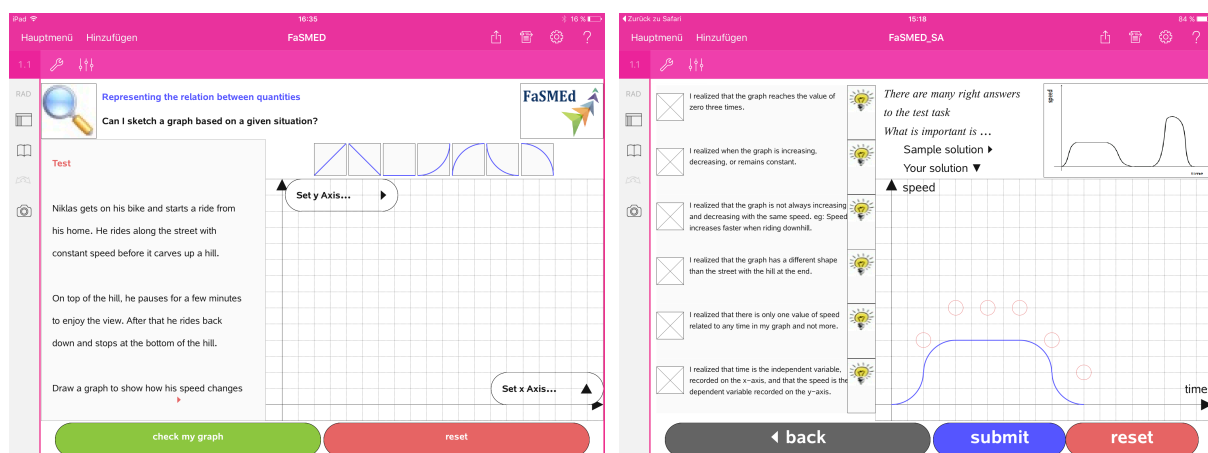 iPad
16:35
16 %
Hauptmenü Hinzufügen
FaSMED
?
1.1
RAD
Representing the relation between quantities
Can I sketch a graph based on a given situation?
FaSMEd
Test
Niklas gets on his bike and starts a ride from
his home. He rides along the street with
constant speed before it carves up a hill.
On top of the hill, he pauses for a few minutes
to enjoy the view. After that he rides back
down and stops at the bottom of the hill.
Draw a graph to show how his speed changes
Set y Axis...
Set x Axis...
check my graph
reset
Zurück zu Safari
15:18
84 %
Hauptmenü Hinzufügen
FaSMED_SA
?
1.1
RAD
I realized that the graph reaches the value of
zero three times.
I realized when the graph is increasing,
decreasing, or remains constant.
I realized that the graph is not always increasing
and decreasing with the same speed. eg: Speed
increases faster when riding downhill.
I realized that the graph has a different shape
than the street with the hill at the end.
I realized that there is only one value of speed
related to any time in my graph and not more.
I realized that time is the independent variable,
recorded on the x-axis, and that the speed is the
dependent variable recorded on the y-axis.
There are many right answers
to the test task
What is important is ...
Sample solution
Your solution
speed
speed
time
back
submit
reset